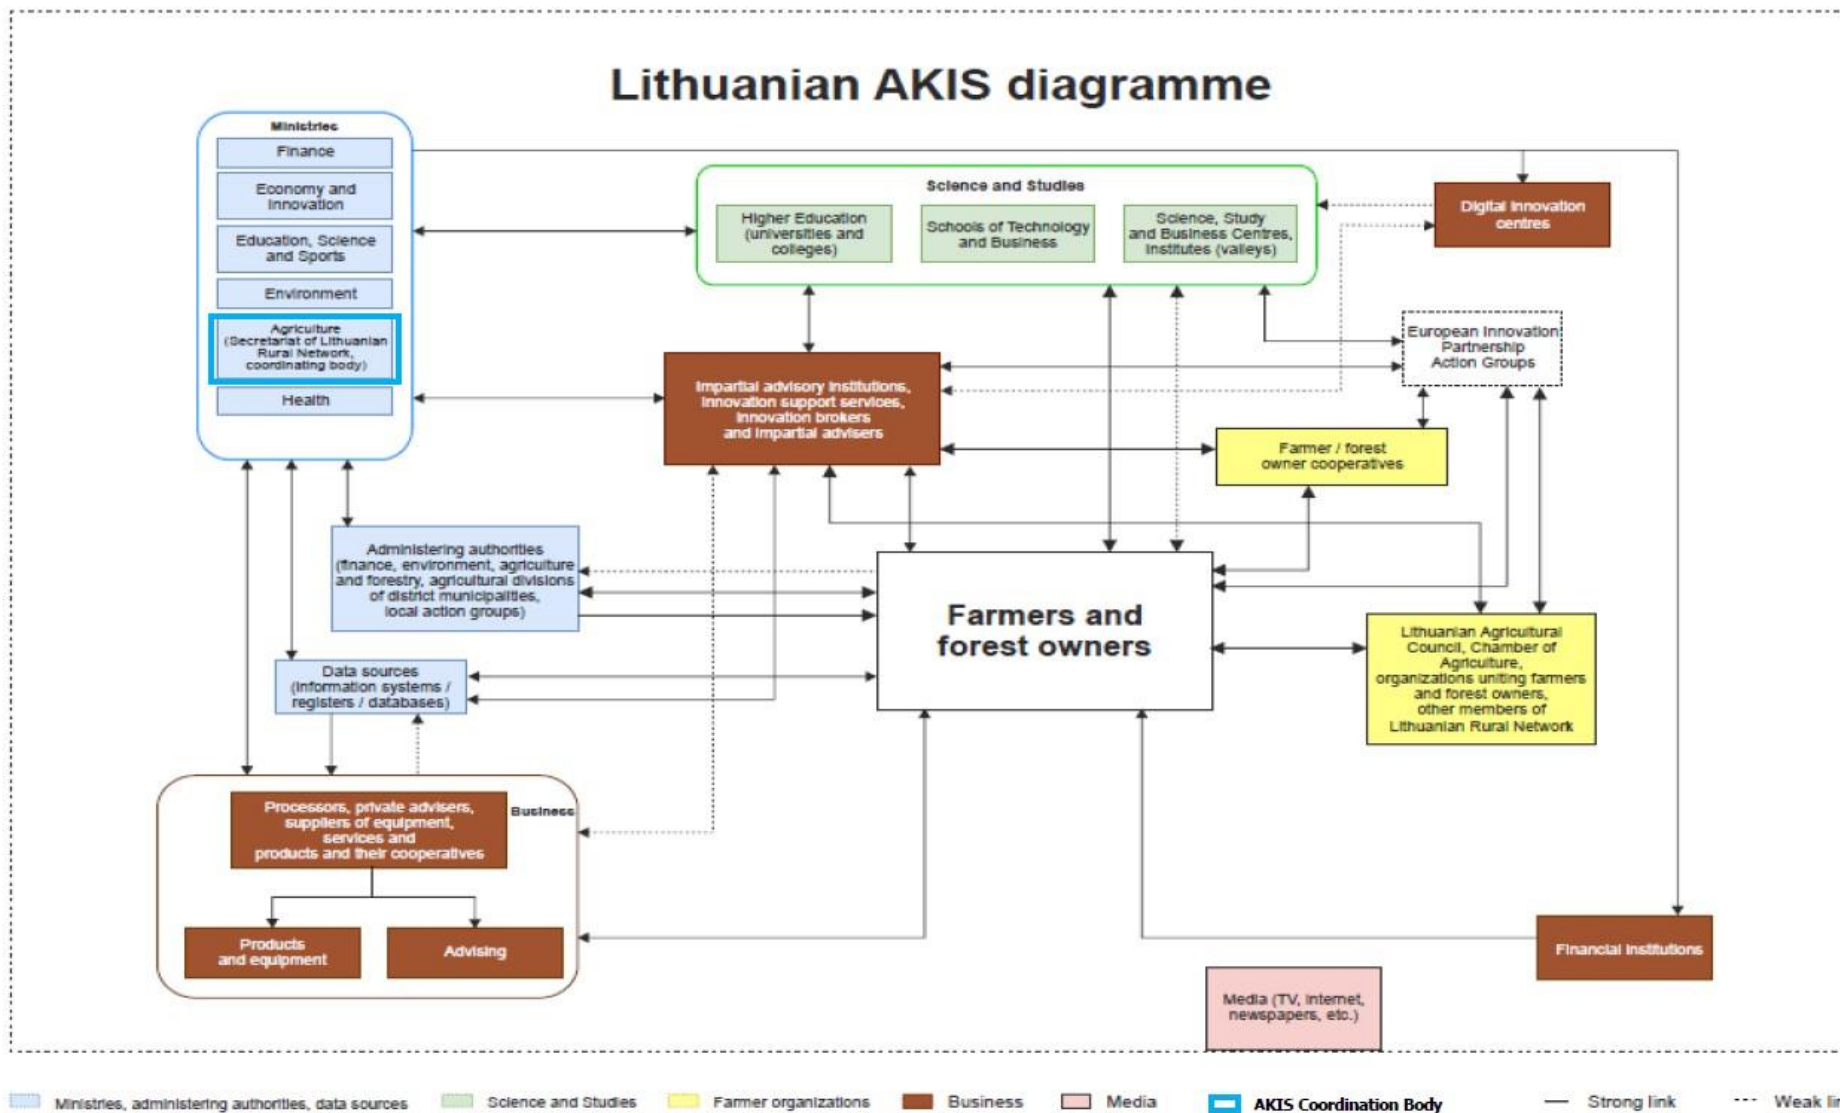 Lithuanian AKIS diagramme
Ministries
Finance
Economy and
Innovation
Education, Science
and Sports
Environment
Agriculture
(Secretariat of Lithuanian
Rural Network,
coordinating body)
Health
Science and Studies
Higher Education
(universities and
colleges)
Schools of Technology
and Business
Science, Study
and Business Centres,
Institutes (valleys)
Digital innovation
centres
European Innovation
Partnership
Action Groups
Impartial advisory institutions,
innovation support services,
innovation brokers
and impartial advisers
Farmer / forest
owner cooperatives
Administering authorities
(finance, environment, agriculture
and forestry, agricultural divisions
of district municipalities,
local action groups)
Farmers and
forest owners
Lithuanian Agricultural
Council, Chamber of
Agriculture,
organizations uniting farmers
and forest owners,
other members of
Lithuanian Rural Network
Data sources
(information systems /
registers / databases)
Processors, private advisers,
suppliers of equipment,
services and
products and their cooperatives
Business
Products
and equipment
Advising
Financial institutions
Media (TV, internet,
newspapers, etc.)
Ministries, administering authorities, data sources
Science and Studies
Farmer organizations
Business
Media
AKIS Coordination Body
Strong link
Weak